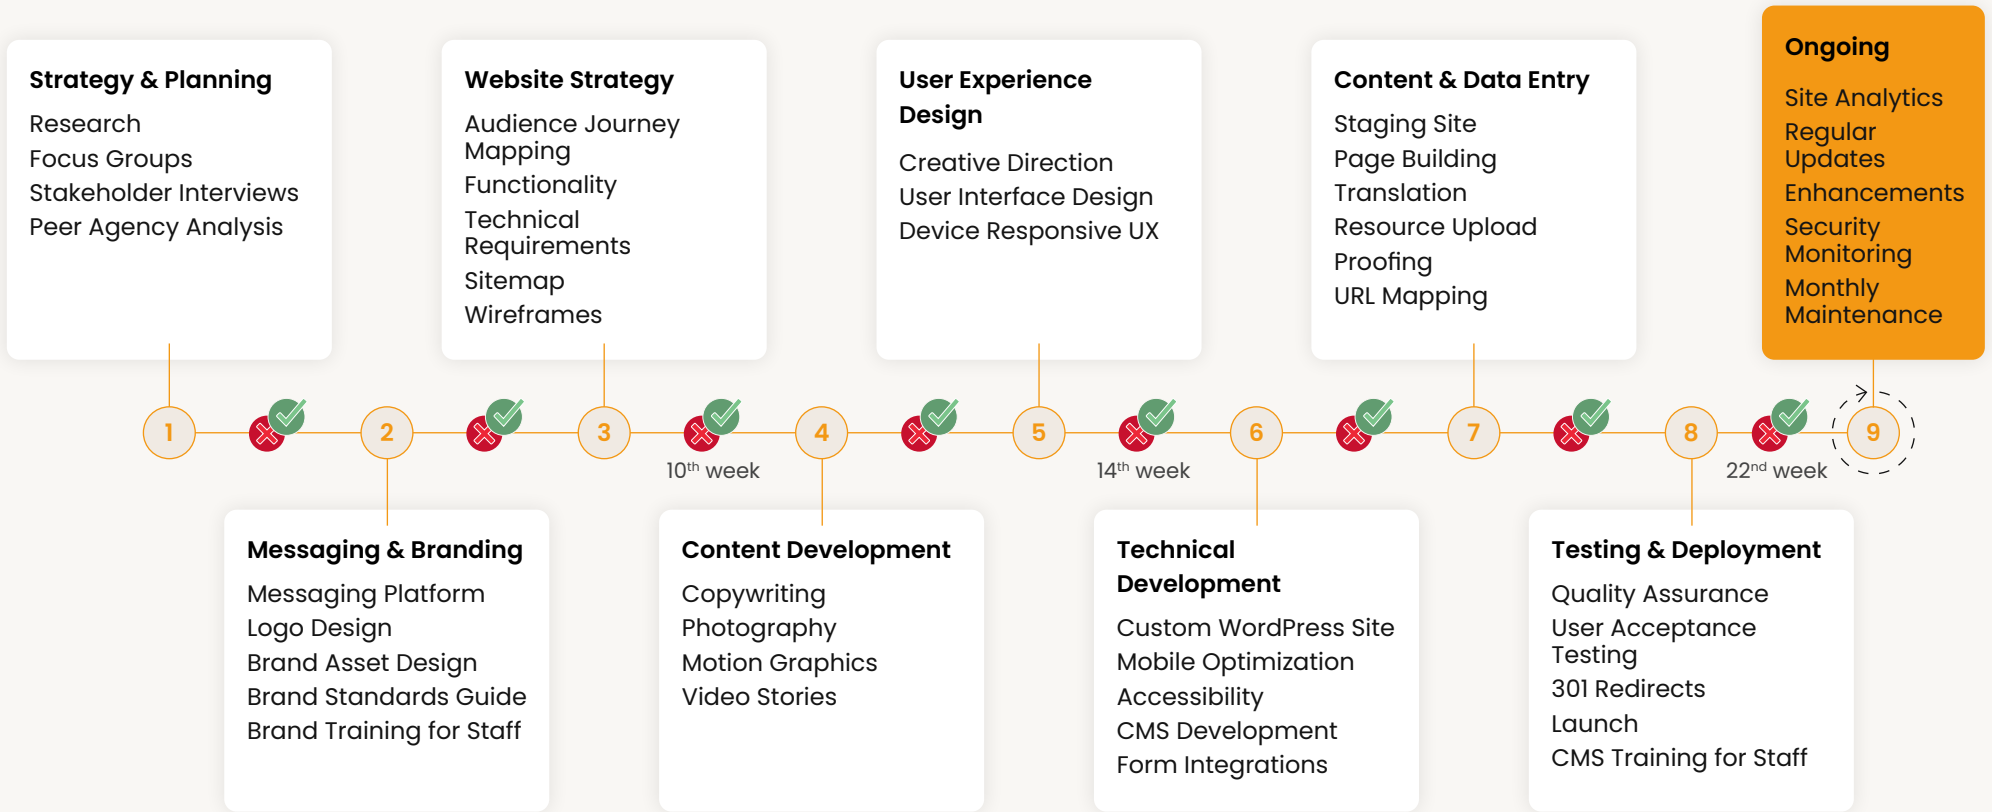 Strategy & Planning
Research
Focus Groups
Stakeholder Interviews
Peer Agency Analysis
Website Strategy
Audience Journey
Mapping
Functionality
Technical
Requirements
Sitemap
Wireframes
User Experience
Design
Creative Direction
User Interface Design
Device Responsive UX
Content & Data Entry
Staging Site
Page Building
Translation
Resource Upload
Proofing
URL Mapping
Ongoing
Site Analytics
Regular
Updates
Enhancements
Security
Monitoring
Monthly
Maintenance
1
2
3
4
5
6
7
8
9
10th week
14th week
22nd week
Messaging & Branding
Messaging Platform
Logo Design
Brand Asset Design
Brand Standards Guide
Brand Training for Staff
Content Development
Copywriting
Photography
Motion Graphics
Video Stories
Technical
Development
Custom WordPress Site
Mobile Optimization
Accessibility
CMS Development
Form Integrations
Testing & Deployment
Quality Assurance
User Acceptance
Testing
301 Redirects
Launch
CMS Training for Staff